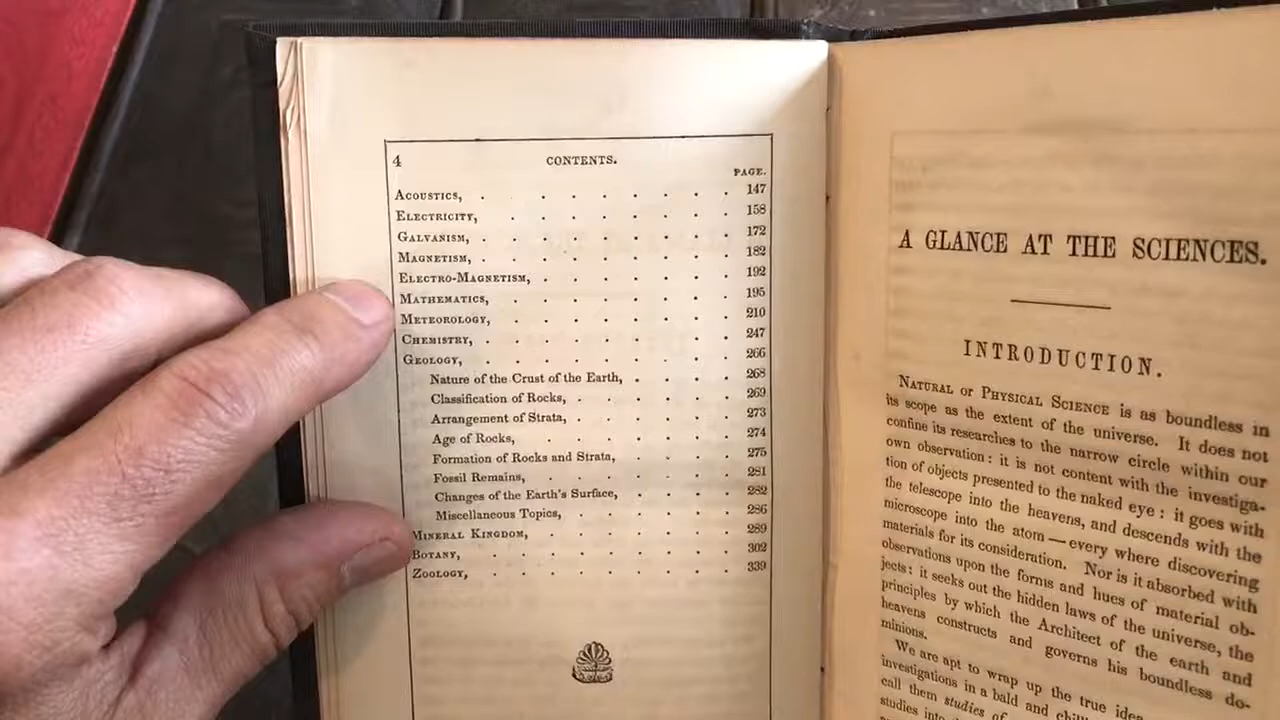 4 CONTENTS.
PAGE.
ACOUSTICS, . . . . . . . . 147
ELECTRICITY, . . . . . . . . 158
GALVANISM, . . . . . . . . . 172
MAGNETISM, . . . . . . . . . 182
ELECTRO-MAGNETISM, . . . . . . . 192
MATHEMATICS, . . . . . . . . 195
METEOROLOGY, . . . . . . . . 210
CHEMISTRY, . . . . . . . . . 247
GEOLOGY, . . . . . . . . . 266
Nature of the Crust of the Earth, . . . . 268
Classification of Rocks, . . . . . . 269
Arrangement of Strata, . . . . . . 273
Age of Rocks, . . . . . . . 274
Formation of Rocks and Strata, . . . . 275
Fossil Remains, . . . . . . . 281
Changes of the Earth's Surface, . . . . 282
Miscellaneous Topics, . . . . . . 286
MINERAL KINGDOM, . . . . . . . 289
BOTANY, . . . . . . . . . 302
ZOOLOGY, . . . . . . . . . 339
A GLANCE AT THE SCIENCES.
INTRODUCTION.
NATURAL OR PHYSICAL SCIENCE is as boundless in
its scope as the extent of the universe. It does not
confine its researches to the narrow circle within our
own observation: it is not content with the investiga-
tion of objects presented to the naked eye: it goes with
the telescope into the heavens, and descends with the
microscope into the atom—every where discovering
materials for its consideration. Nor is it absorbed with
observations upon the forms and hues of material ob-
jects: it seeks out the hidden laws of the universe, the
principles by which the Architect of the earth and
heavens constructs and governs his boundless do-
minions.
We are apt to wrap up the true idea
investigations in a bald and
call them studies of
studies into